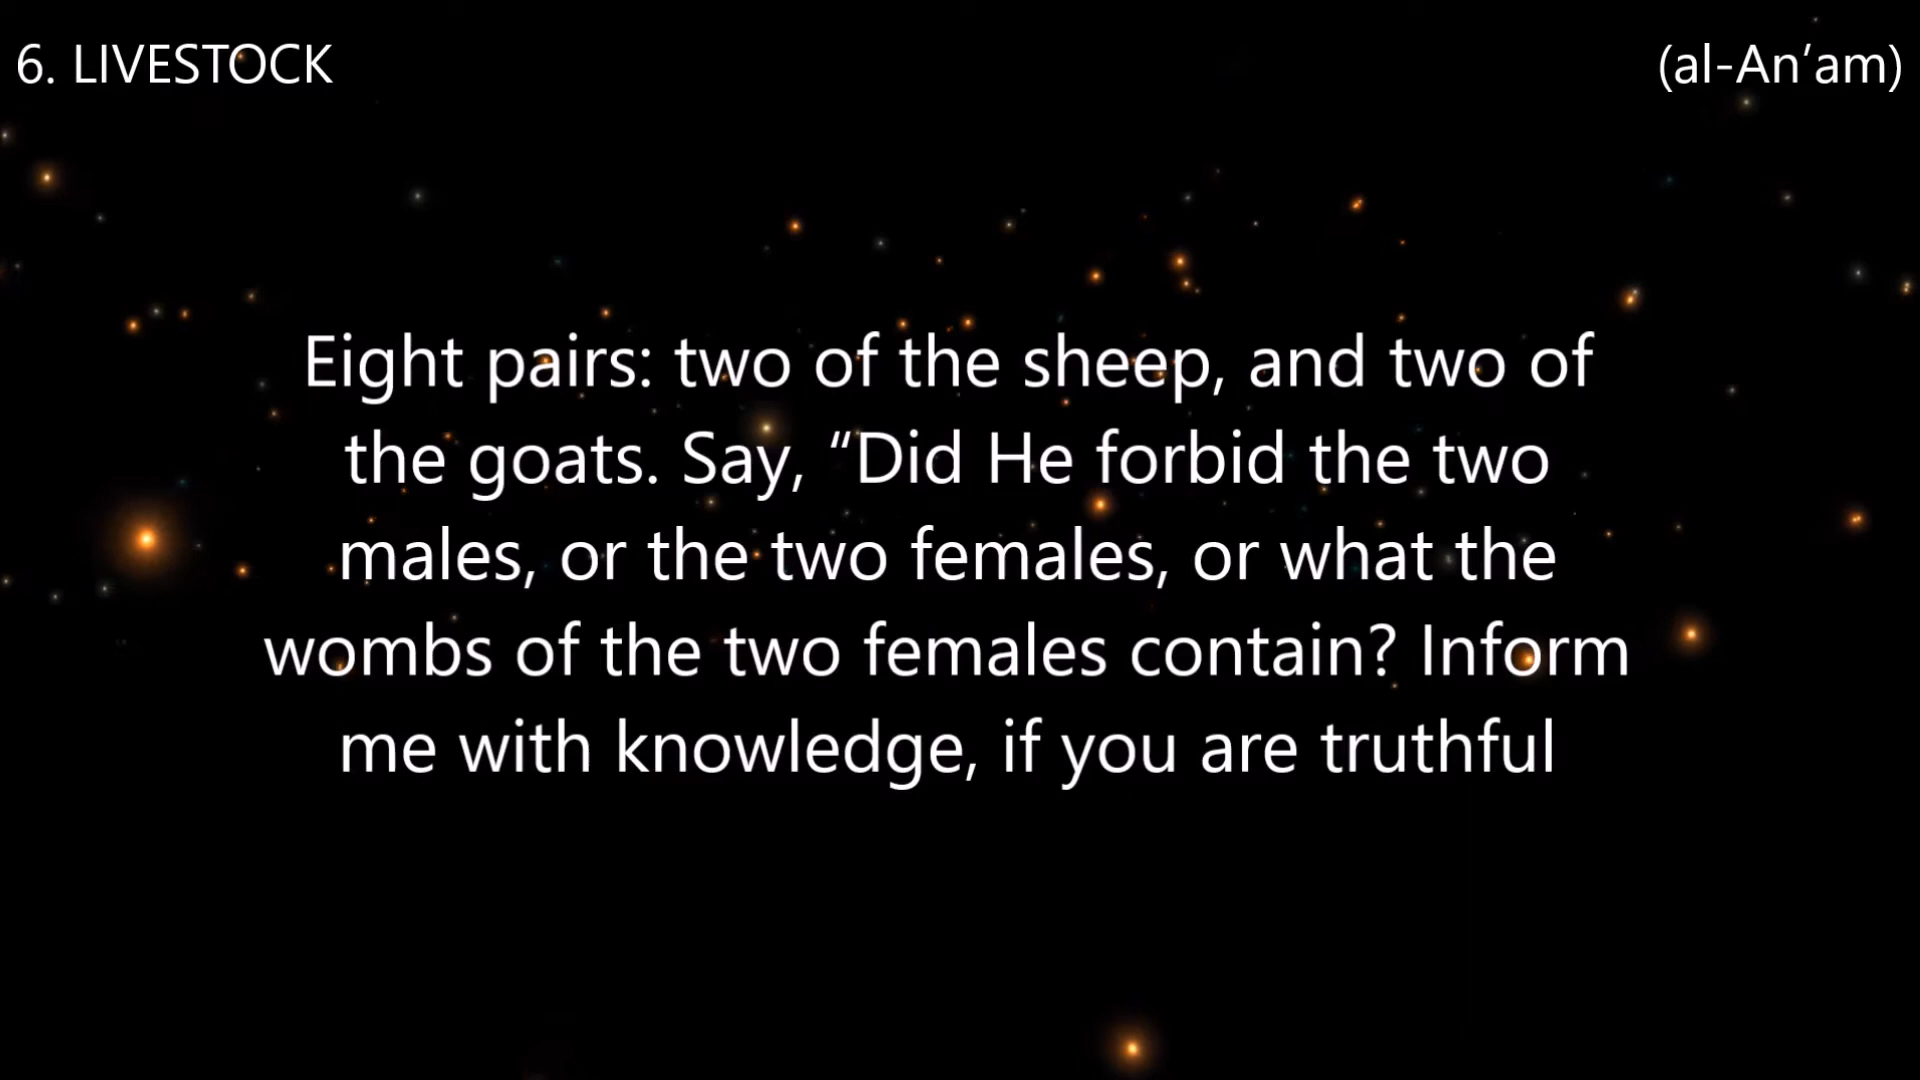 6. LIVESTOCK
(al-An’am)
Eight pairs: two of the sheep, and two of
the goats. Say, “Did He forbid the two
males, or the two females, or what the
wombs of the two females contain? Inform
me with knowledge, if you are truthful